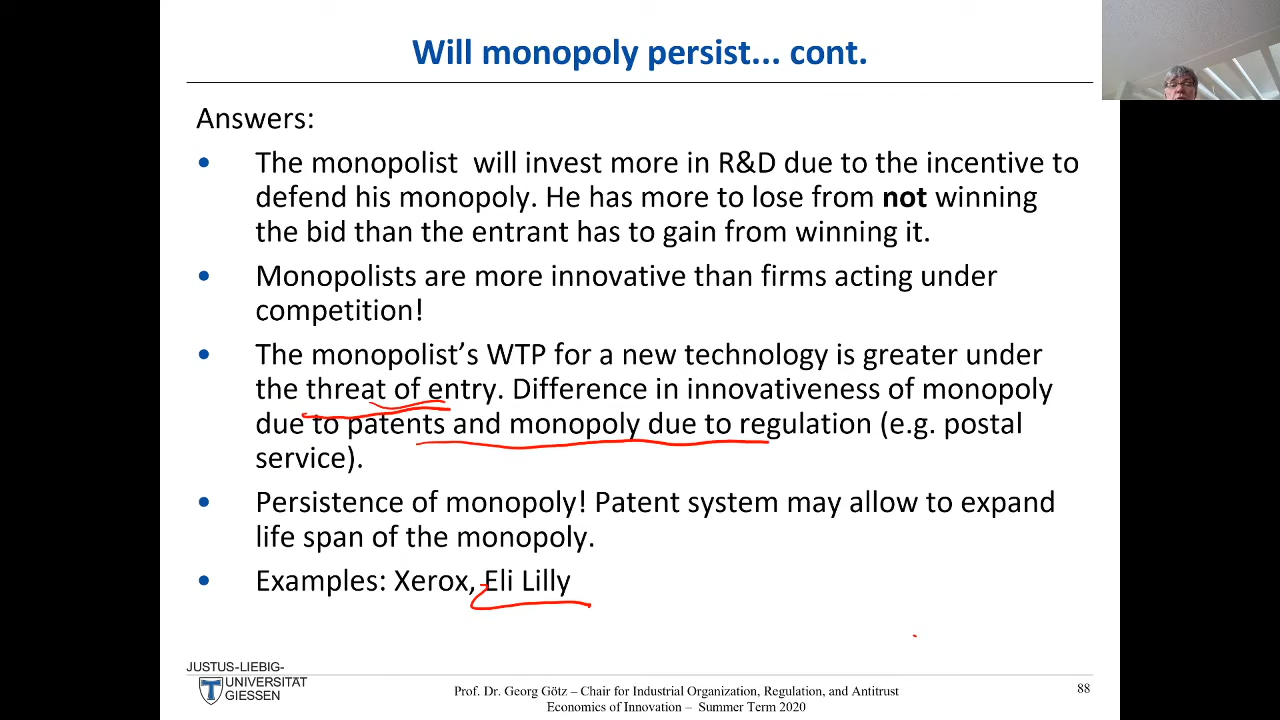 Will monopoly persist... cont.
Answers:
• The monopolist will invest more in R&D due to the incentive to
defend his monopoly. He has more to lose from not winning
the bid than the entrant has to gain from winning it.
• Monopolists are more innovative than firms acting under
competition!
• The monopolist’s WTP for a new technology is greater under
the threat of entry. Difference in innovativeness of monopoly
due to patents and monopoly due to regulation (e.g. postal
service).
• Persistence of monopoly! Patent system may allow to expand
life span of the monopoly.
• Examples: Xerox, Eli Lilly
JUSTUS-LIEBIG-
UNIVERSITÄT
GIESSEN
Prof. Dr. Georg Götz – Chair for Industrial Organization, Regulation, and Antitrust
Economics of Innovation – Summer Term 2020
88